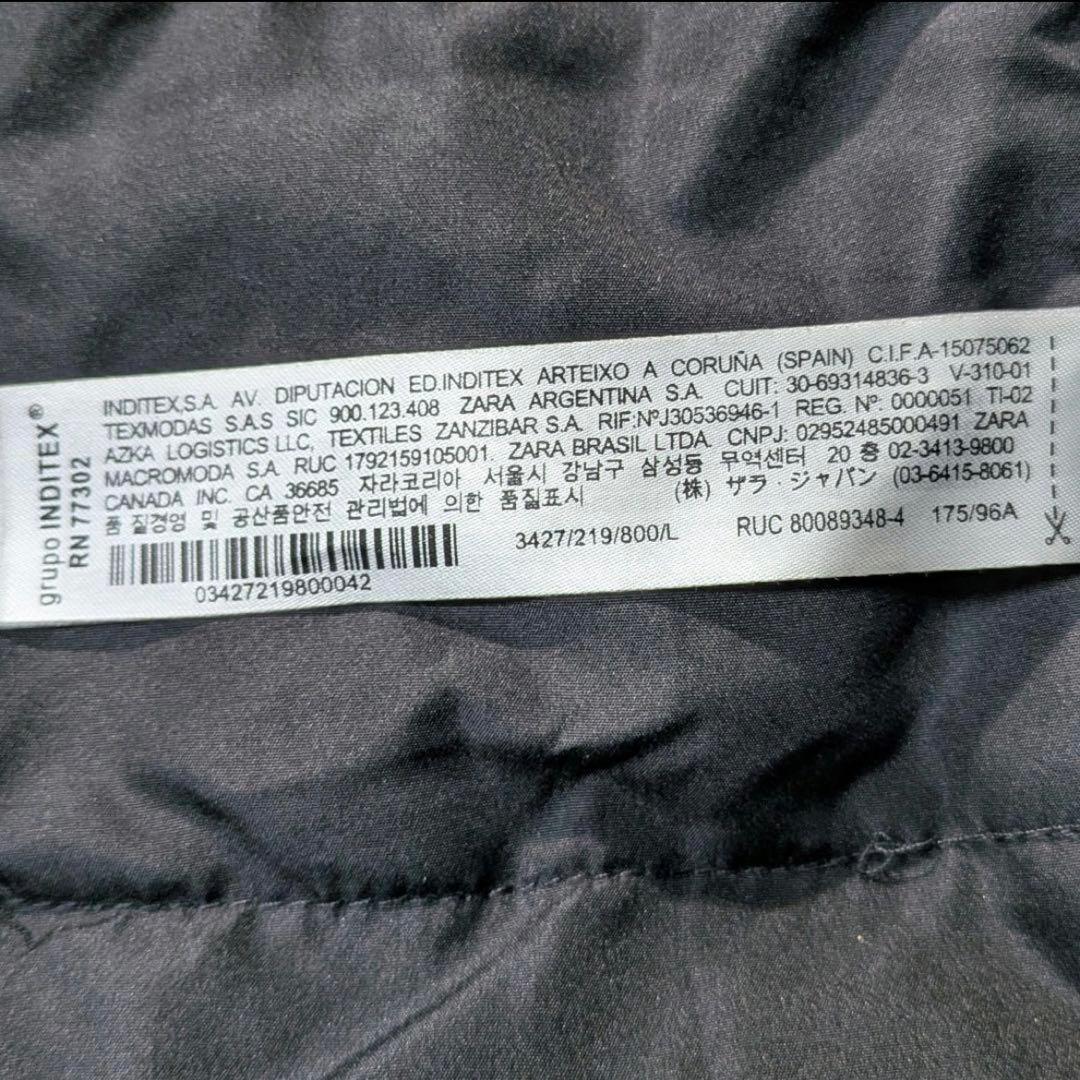 grupo INDITEX®
RN 77302
INDITEX,S.A. AV. DIPUTACION ED.INDITEX ARTEIXO A CORUÑA (SPAIN) C.I.F.A-15075062
TEXMODAS S.A.S SIC 900.123.408 ZARA ARGENTINA S.A. CUIT: 30-69314836-3 V-310-01
AZKA LOGISTICS LLC, TEXTILES ZANZIBAR S.A. RIF:NºJ30536946-1 REG. Nº. 0000051 TI-02
MACROMODA S.A. RUC 1792159105001. ZARA BRASIL LTDA. CNPJ: 02952485000491 ZARA
CANADA INC. CA 36685 자라코리아 서울시 강남구 삼성동 무역센터 20 층 02-3413-9800
품 질경영 및 공산품안전 관리법에 의한 품질표시 (株) ザラ・ジャパン (03-6415-8061)
3427/219/800/L RUC 80089348-4 175/96A
03427219800042